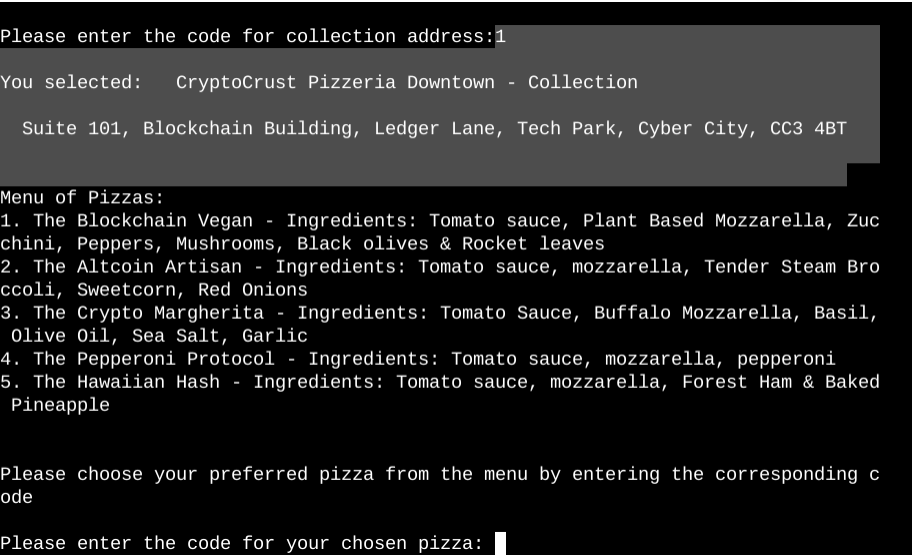 Please enter the code for collection address:1
You selected:   CryptoCrust Pizzeria Downtown - Collection
  Suite 101, Blockchain Building, Ledger Lane, Tech Park, Cyber City, CC3 4BT
Menu of Pizzas:
1. The Blockchain Vegan - Ingredients: Tomato sauce, Plant Based Mozzarella, Zuc
chini, Peppers, Mushrooms, Black olives & Rocket leaves
2. The Altcoin Artisan - Ingredients: Tomato sauce, mozzarella, Tender Steam Bro
ccoli, Sweetcorn, Red Onions
3. The Crypto Margherita - Ingredients: Tomato Sauce, Buffalo Mozzarella, Basil,
 Olive Oil, Sea Salt, Garlic
4. The Pepperoni Protocol - Ingredients: Tomato sauce, mozzarella, pepperoni
5. The Hawaiian Hash - Ingredients: Tomato sauce, mozzarella, Forest Ham & Baked
 Pineapple
Please choose your preferred pizza from the menu by entering the corresponding c
ode
Please enter the code for your chosen pizza: